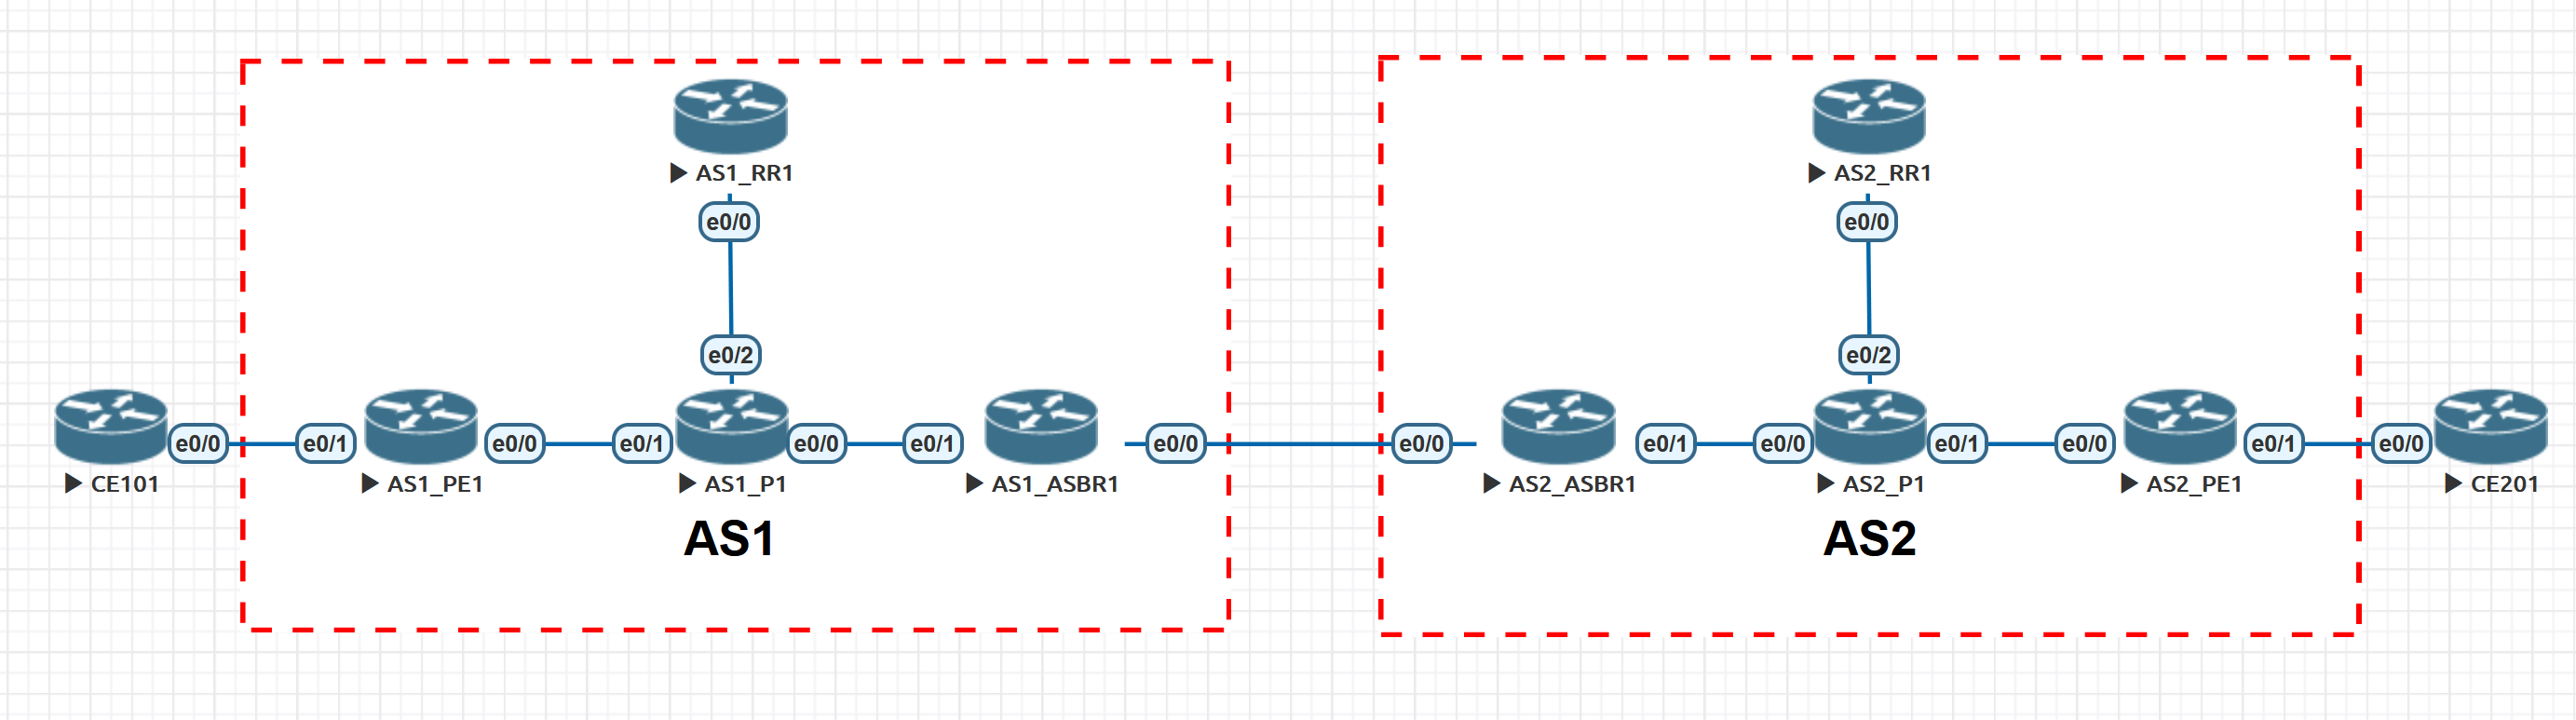 AS1_RR1
AS2_RR1
e0/0
e0/0
e0/2
e0/2
e0/0 e0/1 e0/0 e0/1 e0/0 e0/1 e0/0 e0/0 e0/1 e0/0 e0/1 e0/0 e0/1 e0/0
CE101 AS1_PE1 AS1_P1 AS1_ASBR1 AS2_ASBR1 AS2_P1 AS2_PE1 CE201
AS1
AS2